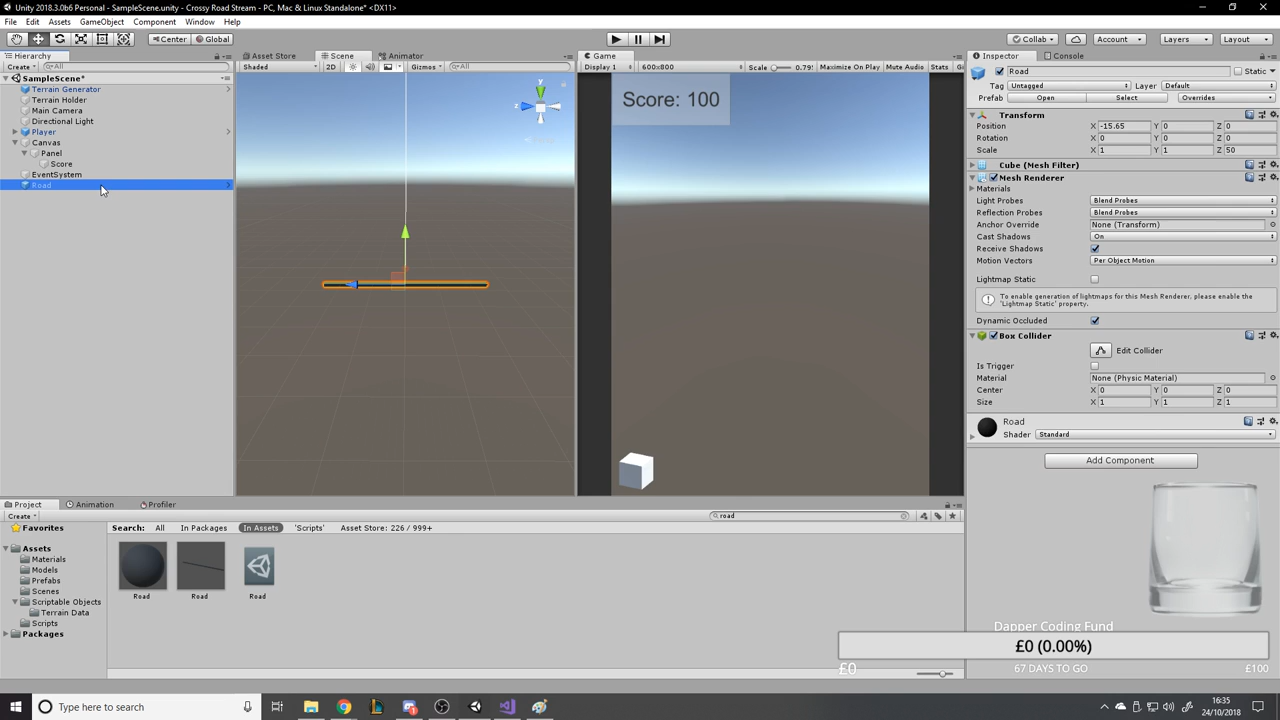 Unity 2018.3.0b6 Personal - SampleScene.unity - Crossy Road Stream - PC, Mac & Linux Standalone* <DX11>
File Edit Assets GameObject Component Window Help
Center Global Collab Account Layers Layout
Hierarchy
Create All
SampleScene*
Terrain Generator
Terrain Holder
Main Camera
Directional Light
Player
Canvas
Panel
Score
EventSystem
Road
Asset Store Scene Animator
Shaded 2D Gizmos All
y
z
Game
Display 1 600x800 Scale 0.79 Maximize On Play Mute Audio Stats Gi
Score: 100
Inspector Console
Road Static
Tag Untagged Layer Default
Prefab Open Select Overrides
Transform
Position X -15.65 Y 0 Z 0
Rotation X 0 Y 0 Z 0
Scale X 1 Y 1 Z 50
Cube (Mesh Filter)
Mesh Renderer
Materials
Light Probes Blend Probes
Reflection Probes Blend Probes
Anchor Override None (Transform)
Cast Shadows On
Receive Shadows
Motion Vectors Per Object Motion
Lightmap Static
To enable generation of lightmaps for this Mesh Renderer, please enable the 'Lightmap Static' property.
Dynamic Occluded
Box Collider
Edit Collider
Is Trigger
Material None (Physic Material)
Center X 0 Y 0 Z 0
Size X 1 Y 1 Z 1
Road
Shader Standard
Add Component
Project Animation Profiler
Create road
Favorites
Assets
Materials
Models
Prefabs
Scenes
Scriptable Objects
Terrain Data
Scripts
Packages
Search: All In Packages In Assets 'Scripts' Asset Store: 226 / 999+
Road Road Road
Dapper Coding Fund
£0 (0.00%)
£0 67 DAYS TO GO £100
Type here to search
16:35
24/10/2018